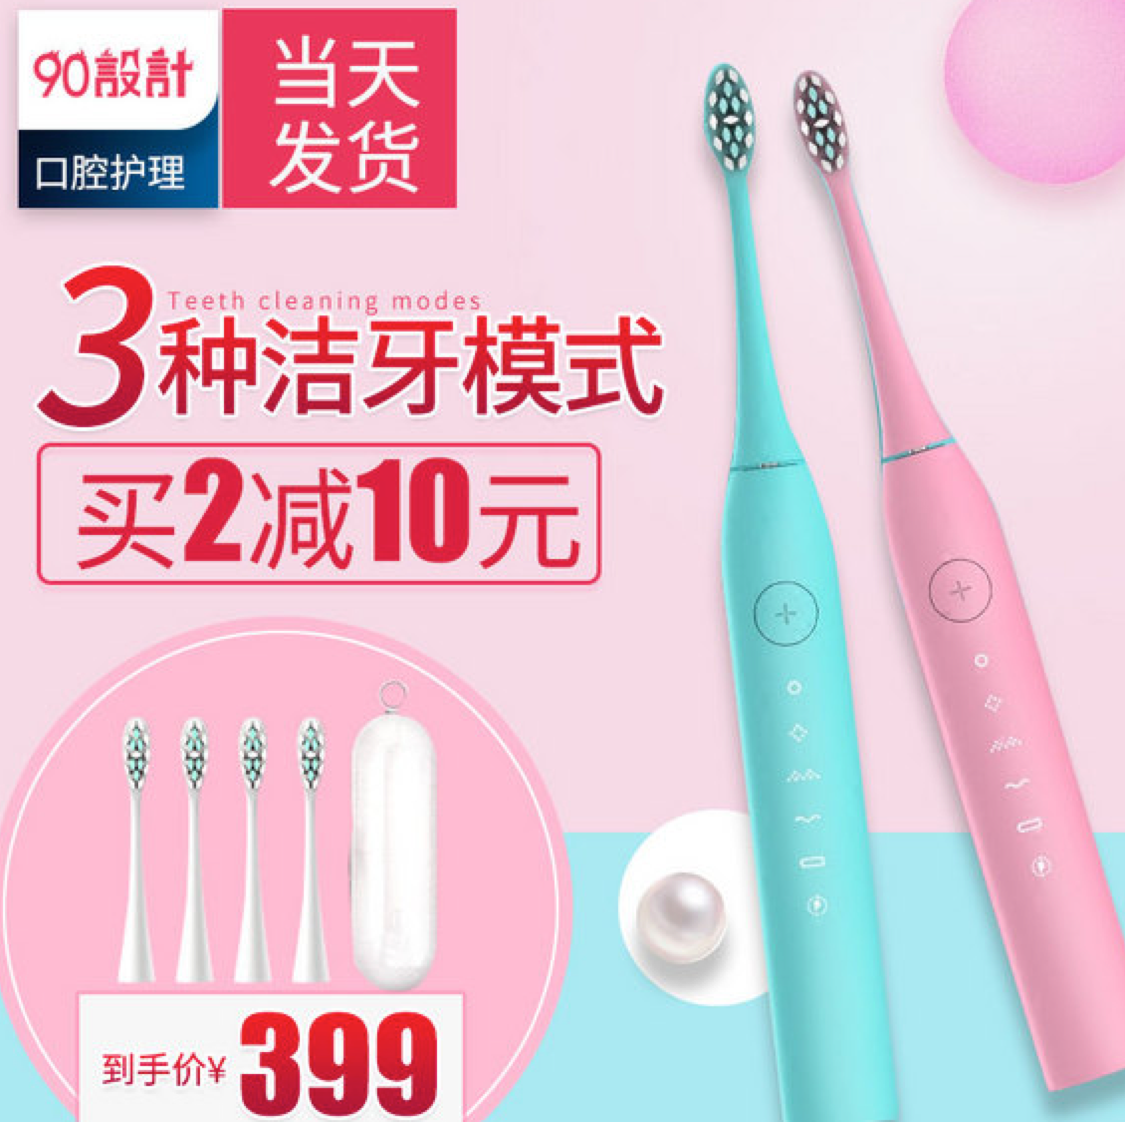 90設計
口腔护理
当天
发货
Teeth cleaning modes
3种洁牙模式
买2减10元
到手价¥399